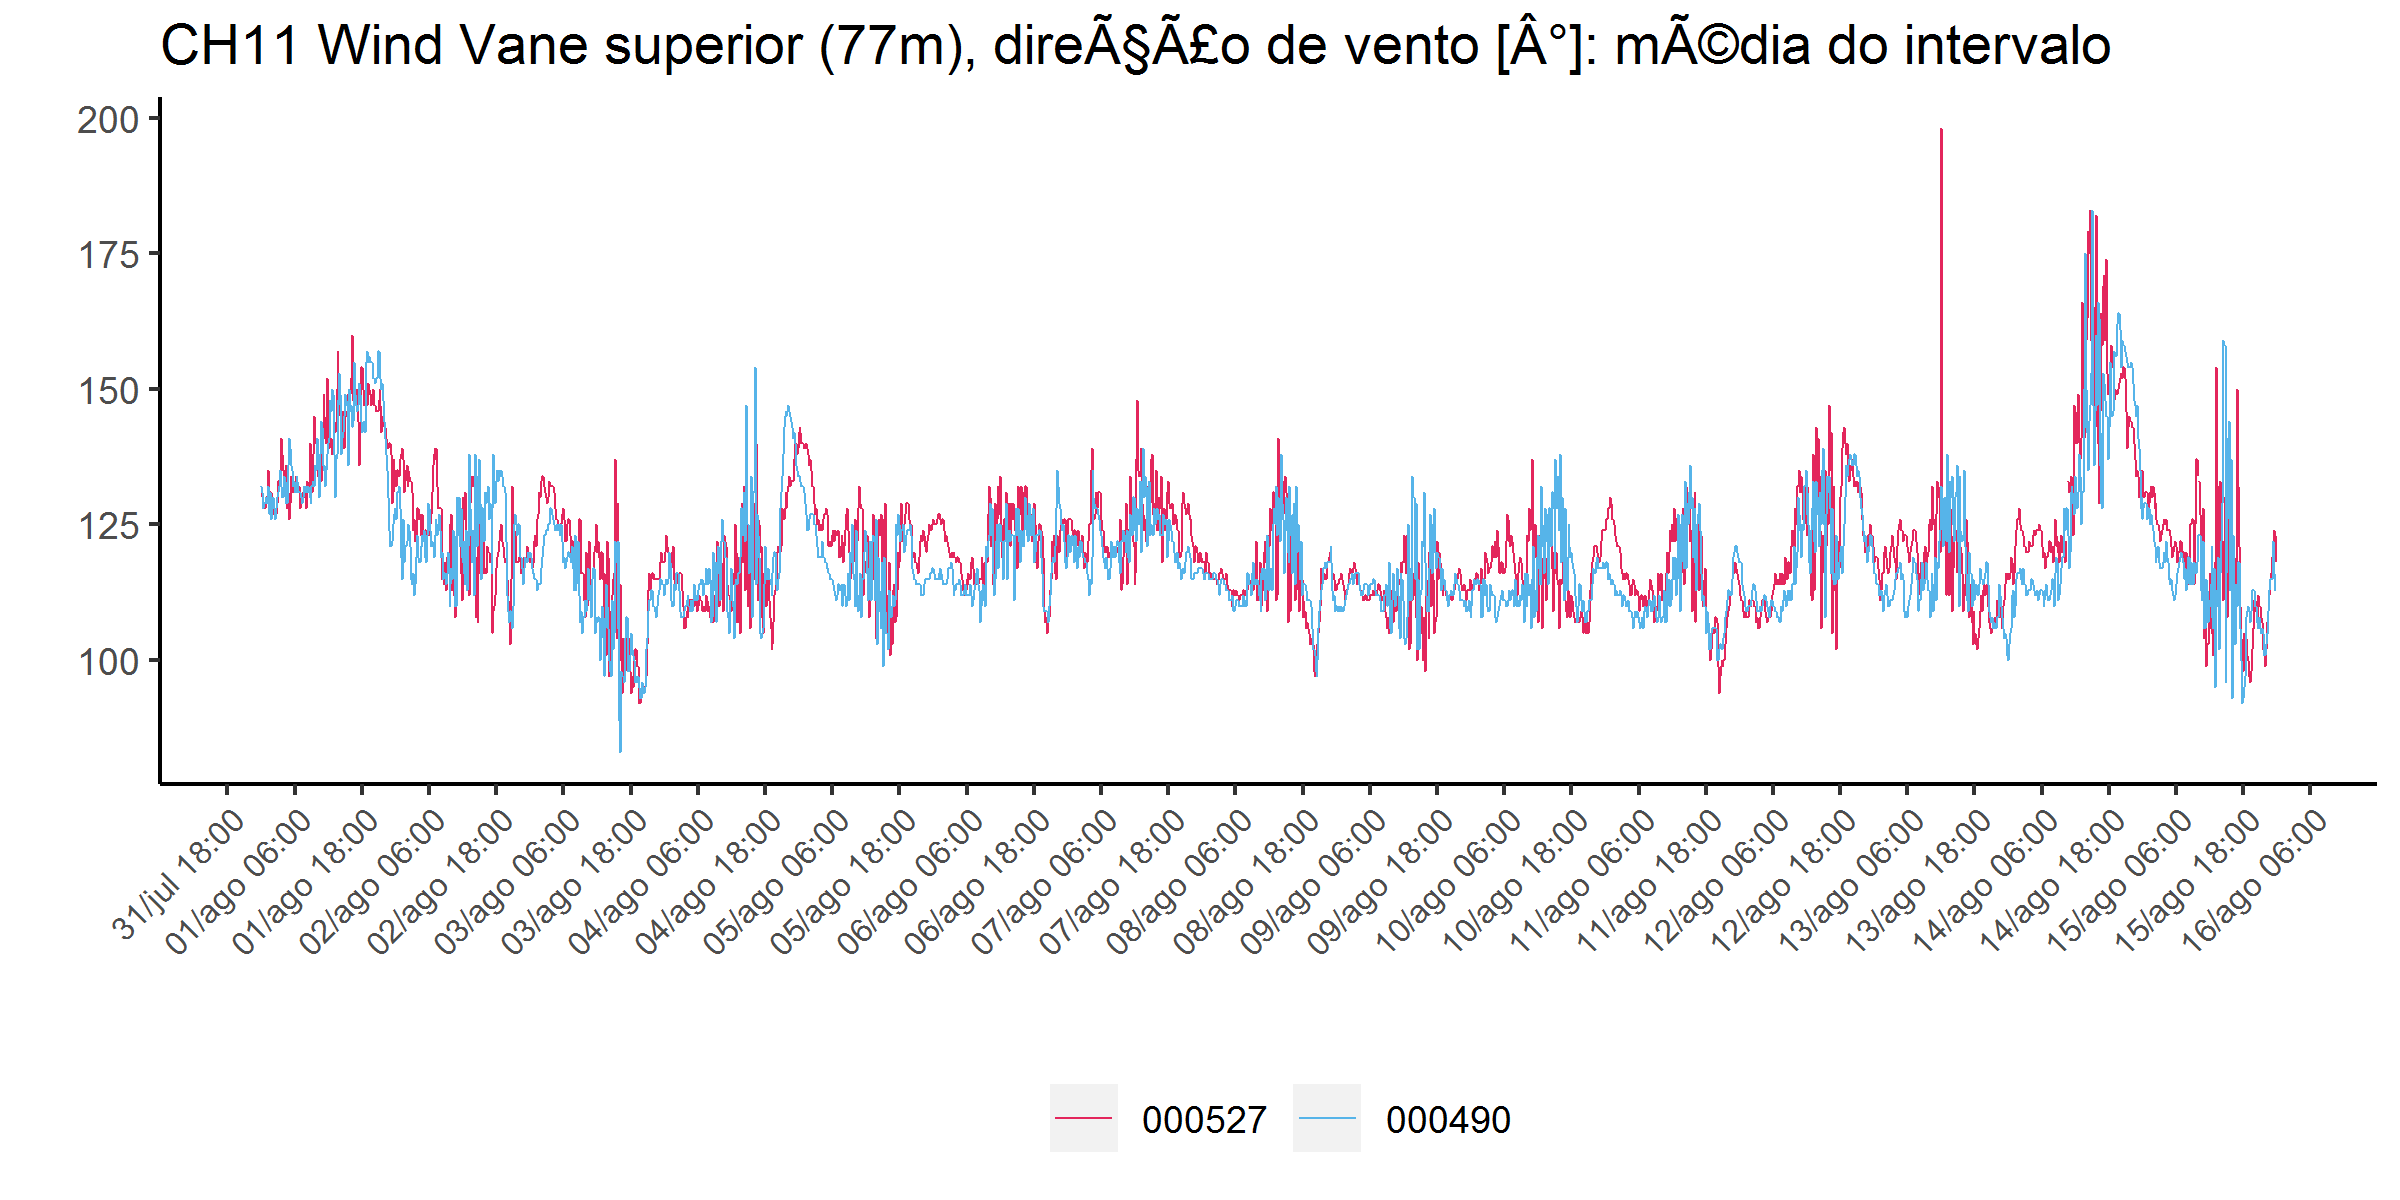 CH11 Wind Vane superior (77m), direÃ§Ã£o de vento [Â°]: mÃ©dia do intervalo
200
175
150
125
100
31/jul 18:00
01/ago 06:00
01/ago 18:00
02/ago 06:00
02/ago 18:00
03/ago 06:00
03/ago 18:00
04/ago 06:00
04/ago 18:00
05/ago 06:00
05/ago 18:00
06/ago 06:00
06/ago 18:00
07/ago 06:00
07/ago 18:00
08/ago 06:00
08/ago 18:00
09/ago 06:00
09/ago 18:00
10/ago 06:00
10/ago 18:00
11/ago 06:00
11/ago 18:00
12/ago 06:00
12/ago 18:00
13/ago 06:00
13/ago 18:00
14/ago 06:00
14/ago 18:00
15/ago 06:00
15/ago 18:00
16/ago 06:00
000527
000490